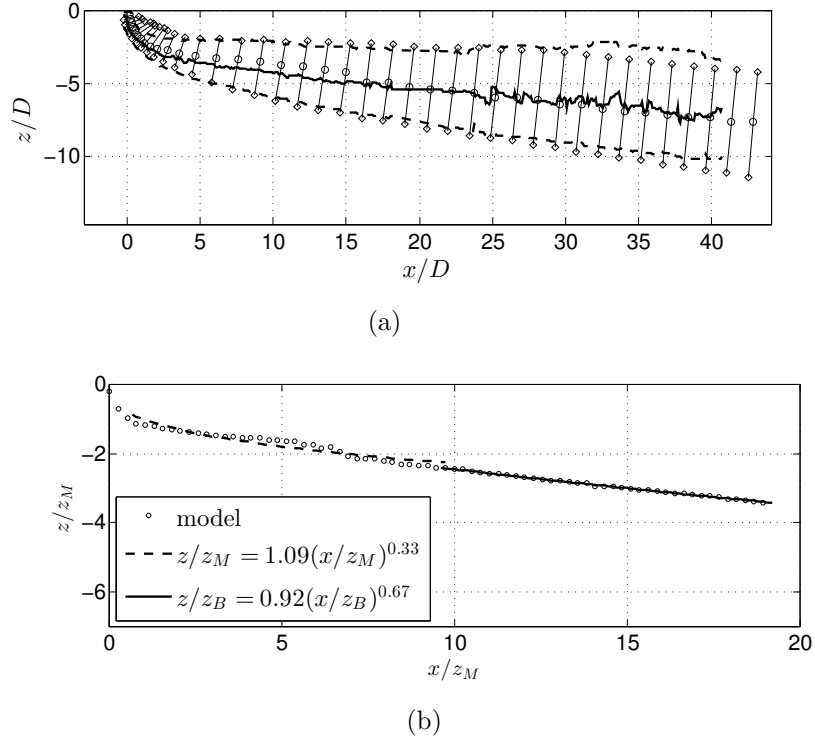 0
−5
−10
z/D
0 5 10 15 20 25 30 35 40
x/D
(a)
0
−2
−4
−6
z/z_M
model
z/z_M = 1.09(x/z_M)^0.33
z/z_B = 0.92(x/z_B)^0.67
0 5 10 15 20
x/z_M
(b)